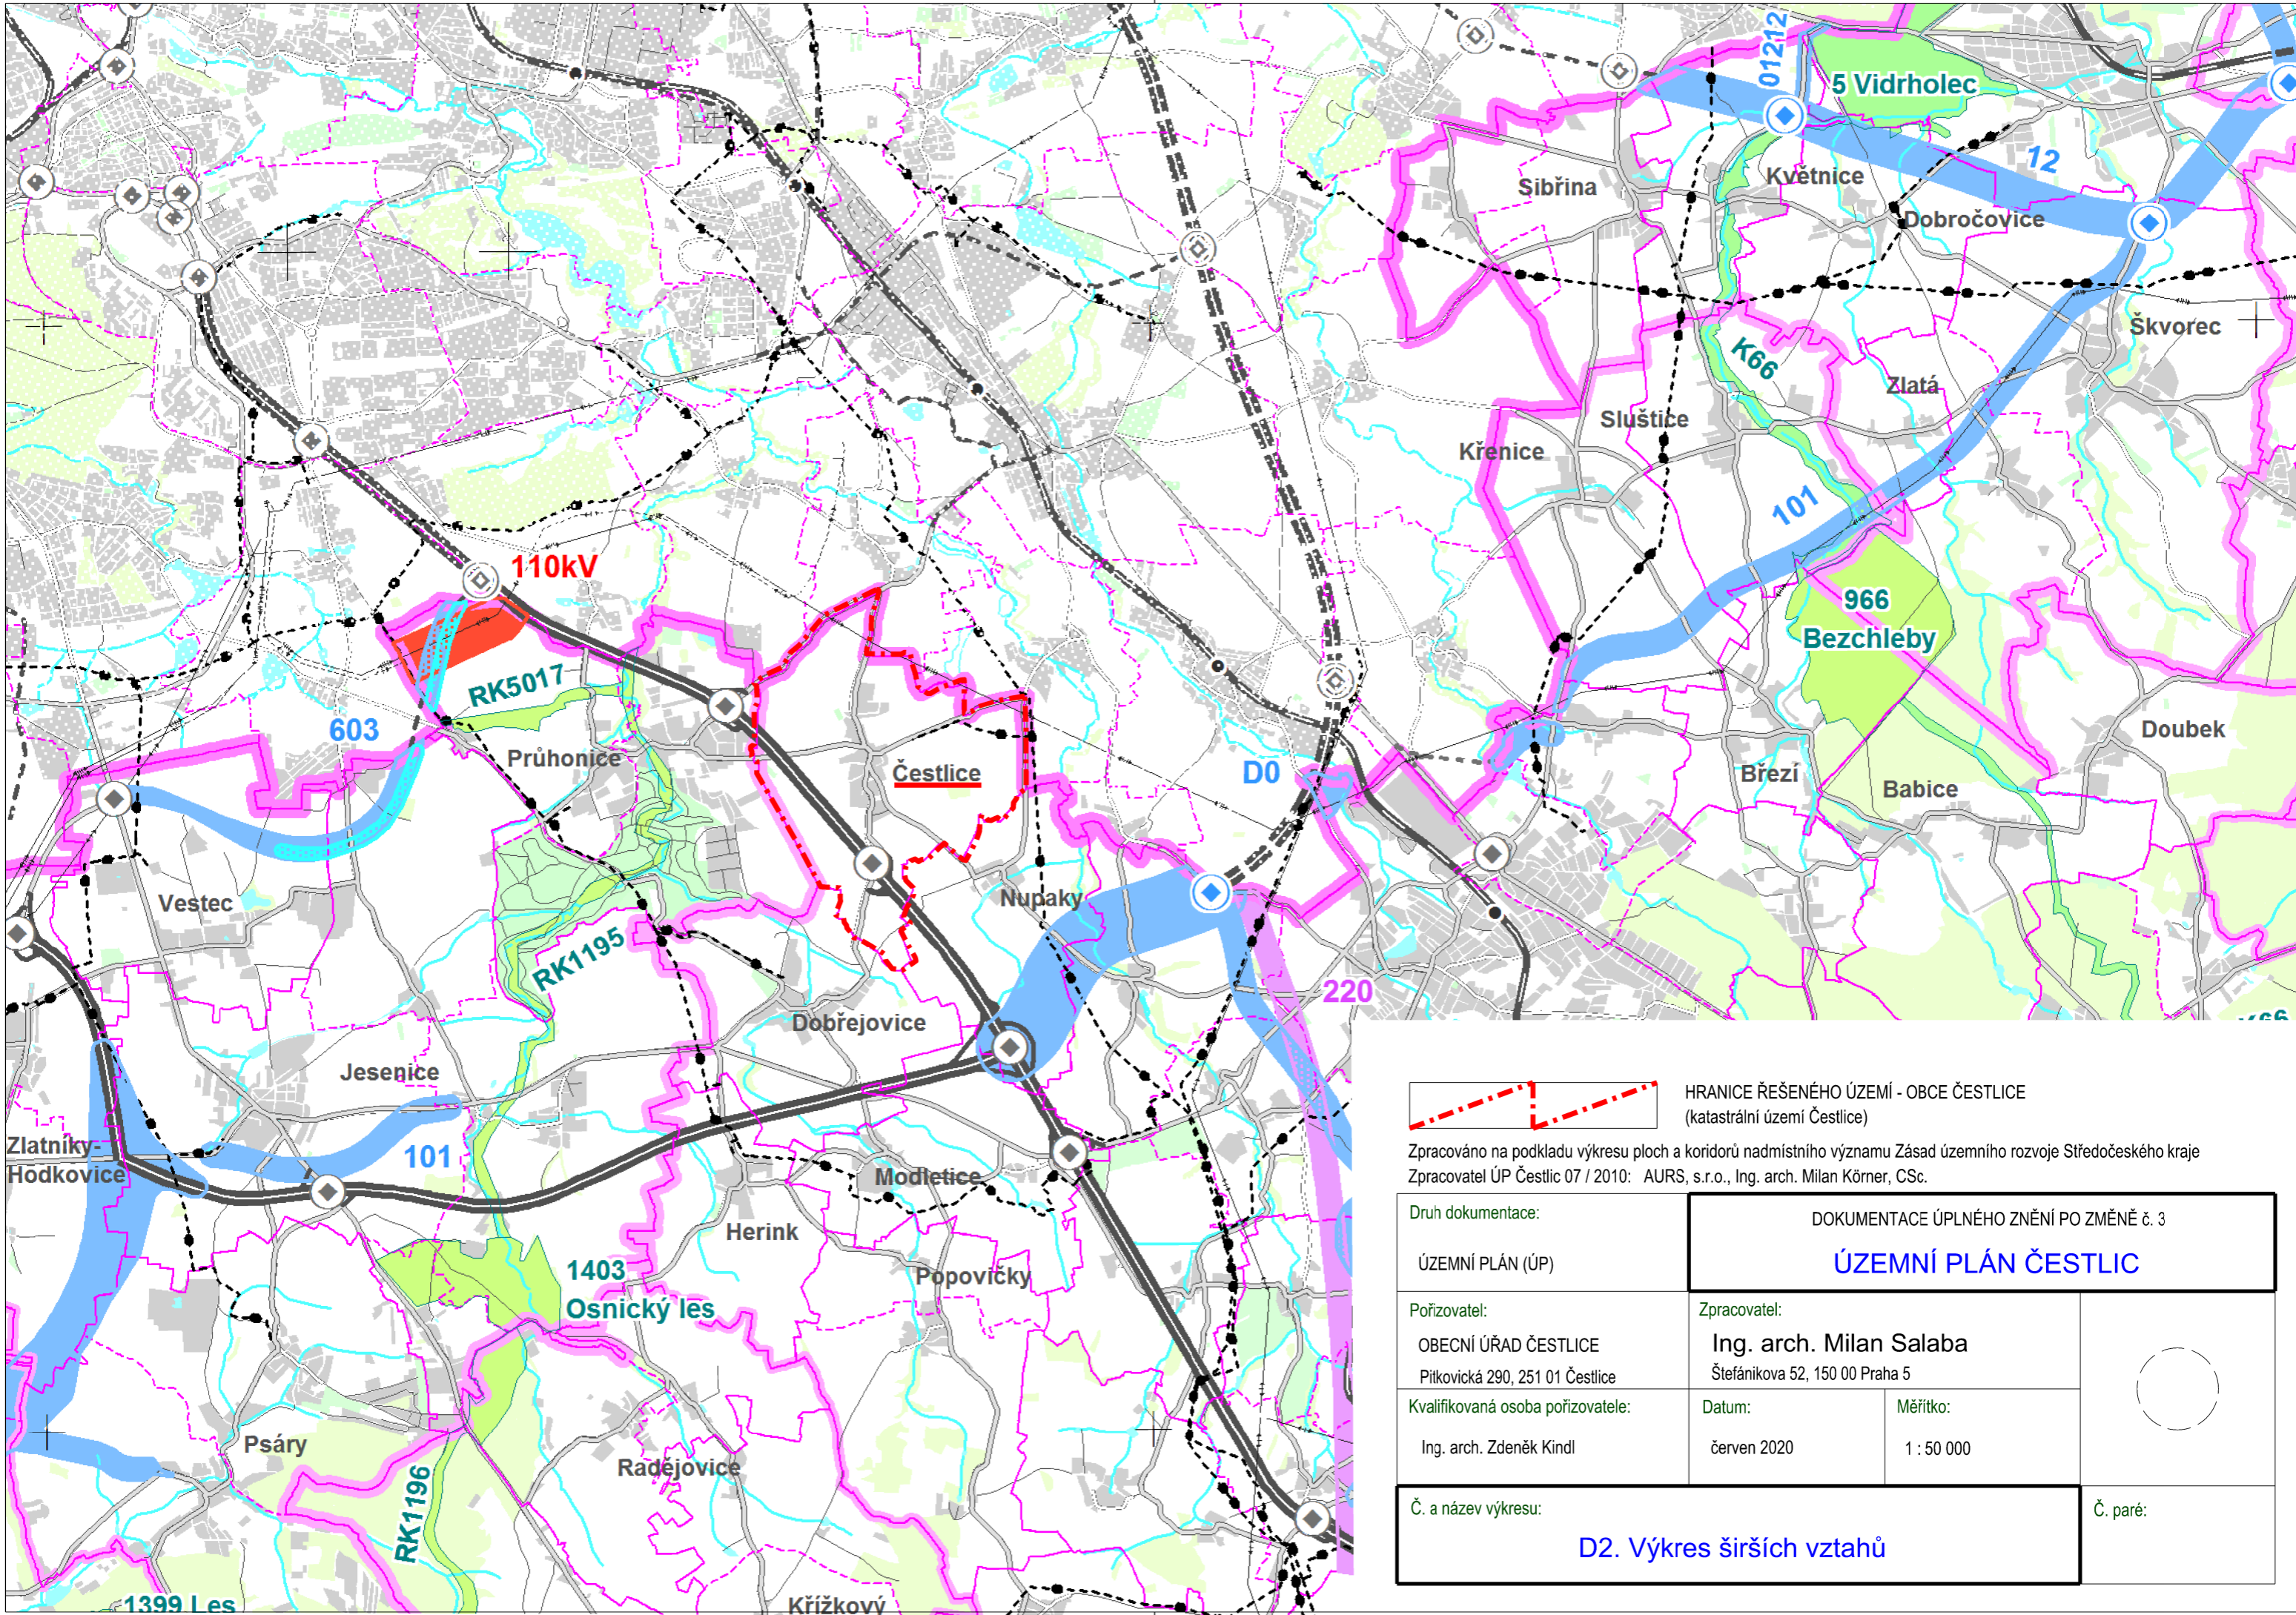 01212
5 Vidrholec
12
Sibřina
Květnice
Dobročovice
Škvorec
K66
Zlatá
Sluštice
Křenice
101
110kV
966
Bezchleby
RK5017
603
Průhonice
Čestlice
D0
Doubek
Březí
Babice
Vestec
Nupaky
RK1195
220
Dobřejovice
K66
Jesenice
101
Zlatníky-
Hodkovice
Modletice
Herink
1403
Osnický les
Popovičky
Psáry
Radějovice
RK1196
1399 Les
Křížkový
HRANICE ŘEŠENÉHO ÚZEMÍ - OBCE ČESTLICE
(katastrální území Čestlice)
Zpracováno na podkladu výkresu ploch a koridorů nadmístního významu Zásad územního rozvoje Středočeského kraje
Zpracovatel ÚP Čestlic 07 / 2010: AURS, s.r.o., Ing. arch. Milan Körner, CSc.
Druh dokumentace:
ÚZEMNÍ PLÁN (ÚP)
DOKUMENTACE ÚPLNÉHO ZNĚNÍ PO ZMĚNĚ č. 3
ÚZEMNÍ PLÁN ČESTLIC
Pořizovatel:
OBECNÍ ÚŘAD ČESTLICE
Pitkovická 290, 251 01 Čestlice
Zpracovatel:
Ing. arch. Milan Salaba
Štefánikova 52, 150 00 Praha 5
Kvalifikovaná osoba pořizovatele:
Ing. arch. Zdeněk Kindl
Datum:
červen 2020
Měřítko:
1 : 50 000
Č. a název výkresu:
D2. Výkres širších vztahů
Č. paré: